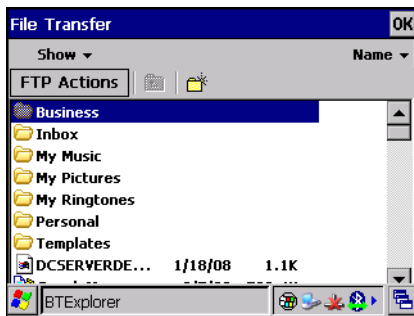 File Transfer OK
Show Name
FTP Actions
Business
Inbox
My Music
My Pictures
My Ringtones
Personal
Templates
DCSERVERDE... 1/18/08 1.1K
BTExplorer